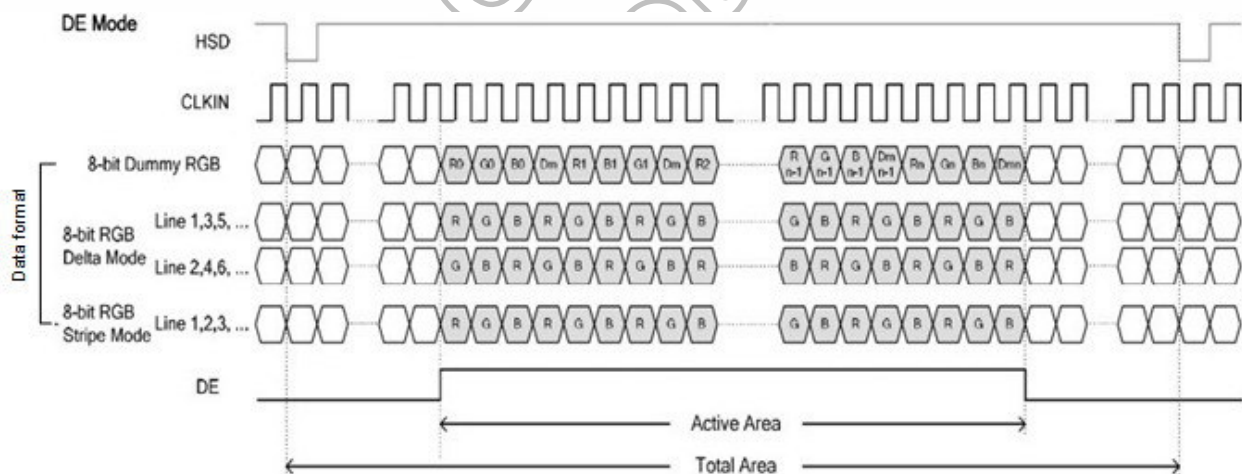 DE Mode
HSD
CLKIN
Data formal
8-bit Dummy RGB
R0 G0 B0 Dm R1 B1 G1 Dm R2
R n-1 G n-1 B n-1 Dm n-1 Rn Gn Bn Dmn
8-bit RGB Delta Mode
Line 1,3,5, ...
R G B R G B R G B
G B R G B R G B
Line 2,4,6, ...
G B R G B R G B R
B R G B R G B R
8-bit RGB Stripe Mode
Line 1,2,3, ...
R G B R G B R G B
G B R G B R G B
DE
Active Area
Total Area